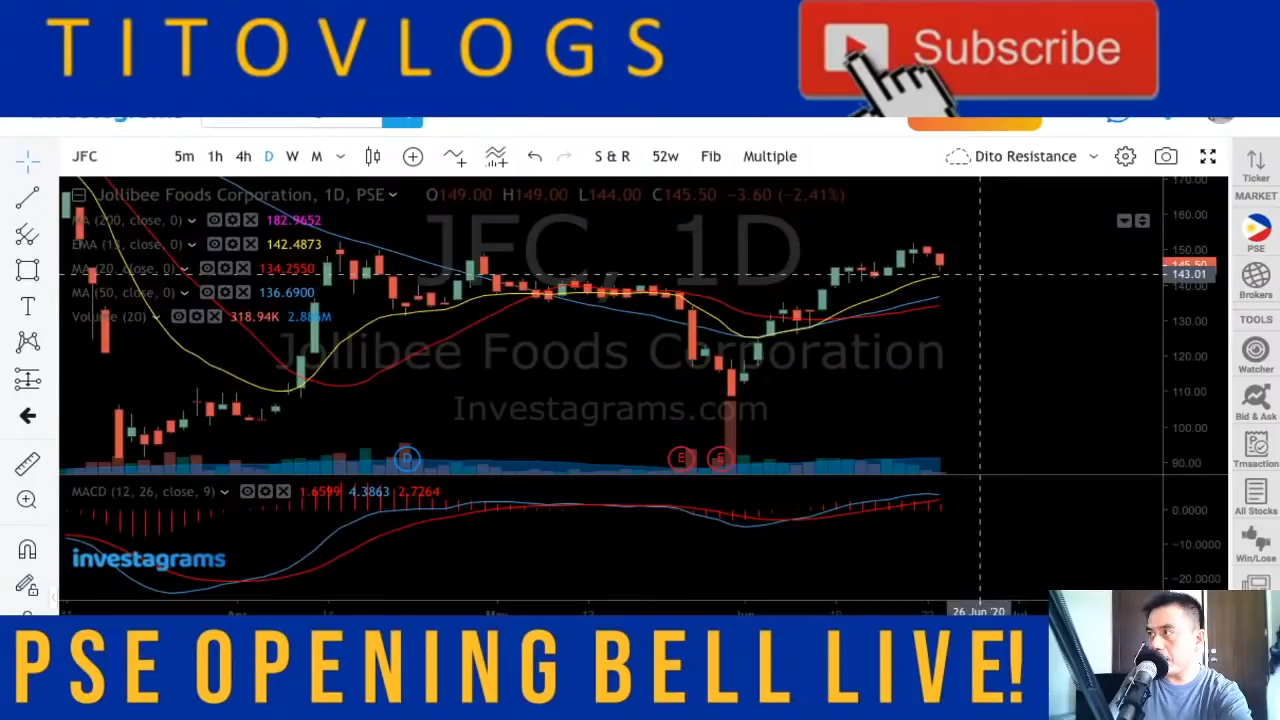 TITOVLOGS
Subscribe
JFC 5m 1h 4h D W M S & R 52w Fib Multiple Dito Resistance
Ticker
MARKET
PSE
Brokers
TOOLS
Watcher
Bid & Ask
Trnsaction
All Stocks
Win/Lose
Jollibee Foods Corporation, 1D, PSE O149.00 H149.00 L144.00 C145.50 -3.60 (-2.41%)
MA (200, close, 0) 182.9652
EMA (13, close, 0) 142.4873
MA (20, close, 0) 134.2550
MA (50, close, 0) 136.6900
Volume (20) 318.94K
JFC, 1D
Jollibee Foods Corporation
Investagrams.com
170.00
160.00
150.00
145.50
143.01
140.00
130.00
120.00
110.00
100.00
90.00
D E E
MACD (12, 26, close, 9) 1.6599 4.3863 2.7264
0.0000
-10.0000
-20.0000
investagrams
26 Jun '20
PSE OPENING BELL LIVE!